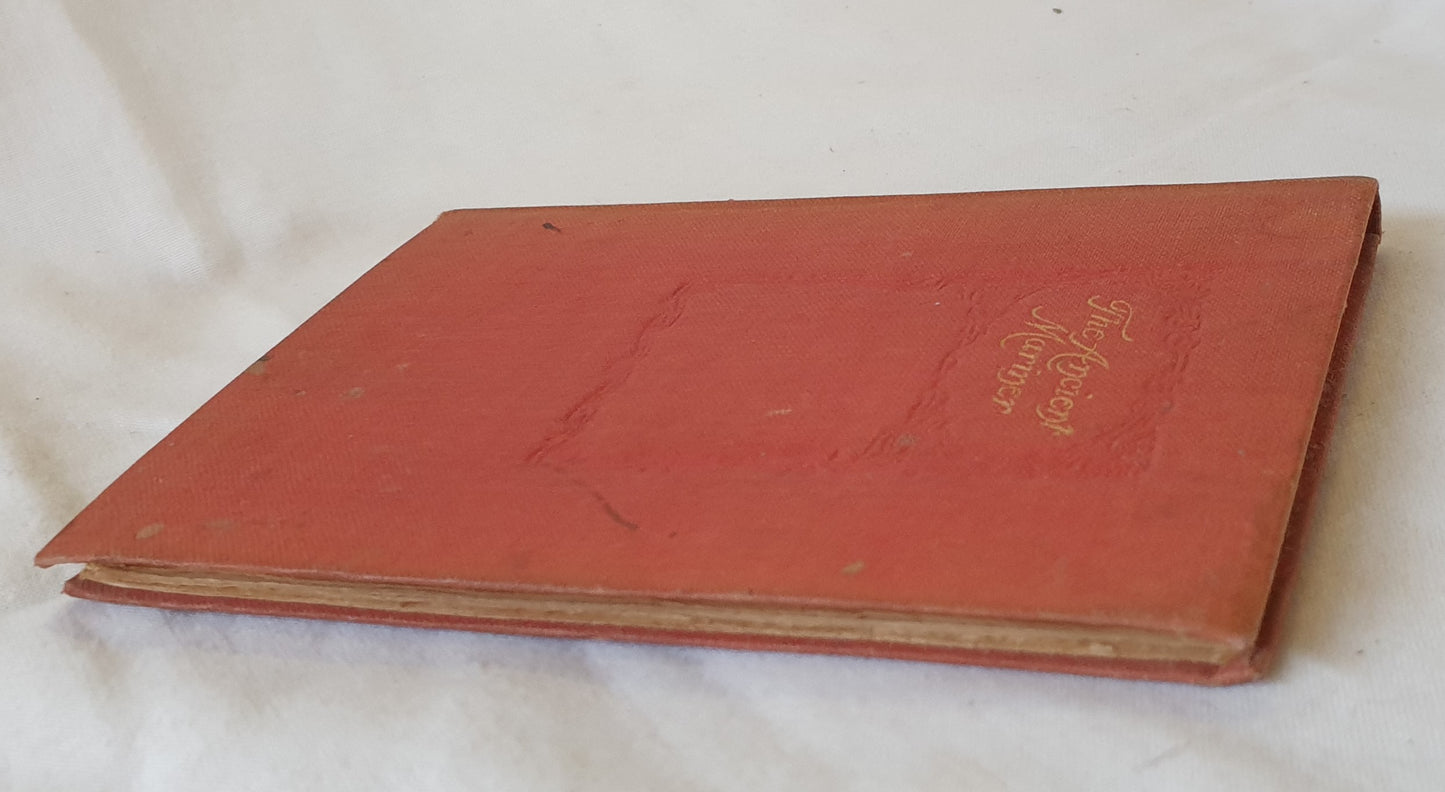 The Ancient
Mariner